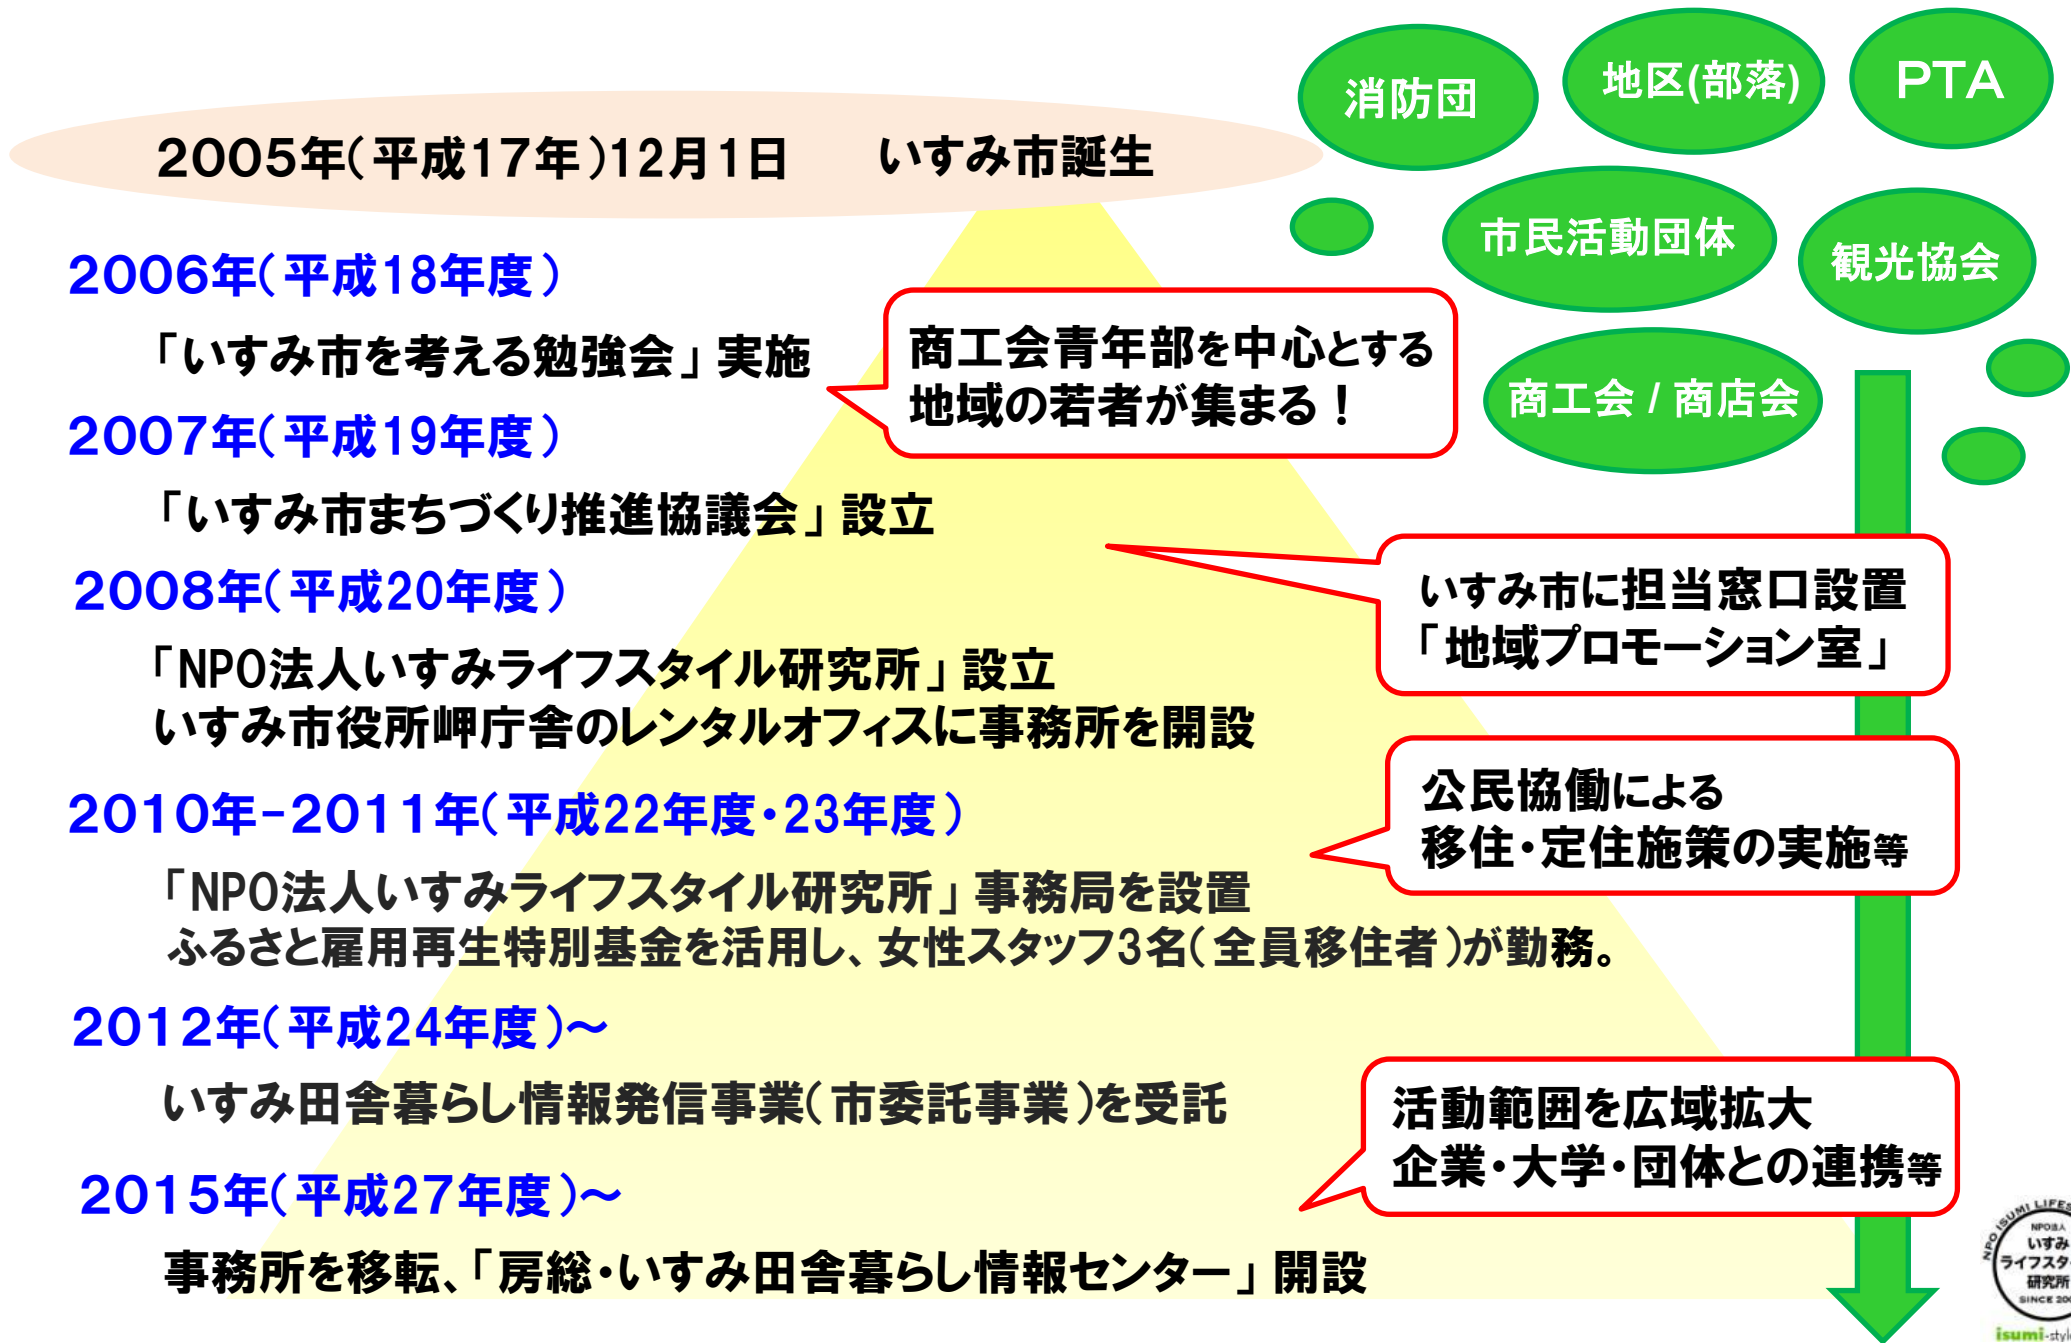 消防団
地区(部落)
PTA
2005年(平成17年)12月1日 いすみ市誕生
市民活動団体
観光協会
2006年(平成18年度)
「いすみ市を考える勉強会」実施
商工会青年部を中心とする
地域の若者が集まる！
商工会 / 商店会
2007年(平成19年度)
「いすみ市まちづくり推進協議会」設立
いすみ市に担当窓口設置
「地域プロモーション室」
2008年(平成20年度)
「NPO法人いすみライフスタイル研究所」設立
いすみ市役所岬庁舎のレンタルオフィスに事務所を開設
公民協働による
移住・定住施策の実施等
2010年-2011年(平成22年度・23年度)
「NPO法人いすみライフスタイル研究所」事務局を設置
ふるさと雇用再生特別基金を活用し、女性スタッフ3名(全員移住者)が勤務。
2012年(平成24年度)～
いすみ田舎暮らし情報発信事業(市委託事業)を受託
活動範囲を広域拡大
企業・大学・団体との連携等
2015年(平成27年度)～
事務所を移転、「房総・いすみ田舎暮らし情報センター」開設
NPO ISUMI
NPO法人
いすみ
研究所
SINCE